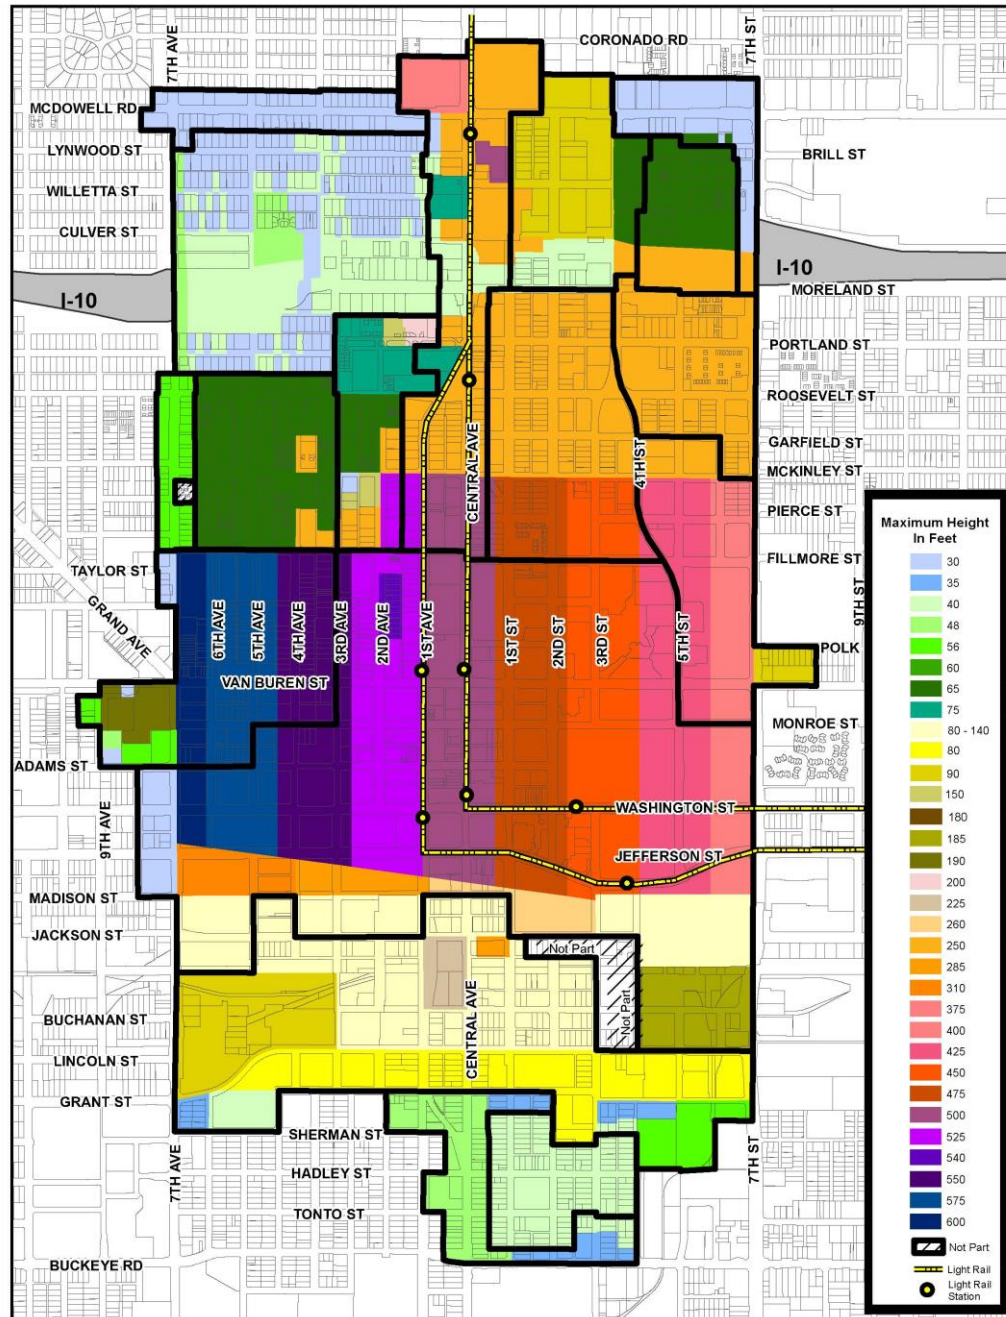 CORONADO RD
7TH AVE
7TH ST
MCDOWELL RD
LYNWOOD ST
BRILL ST
WILLETTA ST
CULVER ST
I-10
I-10
MORELAND ST
PORTLAND ST
ROOSEVELT ST
GARFIELD ST
MCKINLEY ST
CENTRAL AVE
4TH ST
PIERCE ST
FILLMORE ST
TAYLOR ST
GRAND AVE
9TH ST
6TH AVE
5TH AVE
4TH AVE
3RD AVE
2ND AVE
1ST AVE
1ST ST
2ND ST
3RD ST
5TH ST
POLK
VAN BUREN ST
MONROE ST
ADAMS ST
WASHINGTON ST
9TH AVE
JEFFERSON ST
MADISON ST
JACKSON ST
Not Part
Not Part
BUCHANAN ST
CENTRAL AVE
LINCOLN ST
GRANT ST
SHERMAN ST
7TH AVE
HADLEY ST
7TH ST
TONTO ST
BUCKEYE RD
Maximum Height
In Feet
30
35
40
48
56
60
65
75
80 - 140
80
90
150
180
185
190
200
225
260
250
285
310
375
400
425
450
475
500
525
540
550
575
600
Not Part
Light Rail
Light Rail
Station